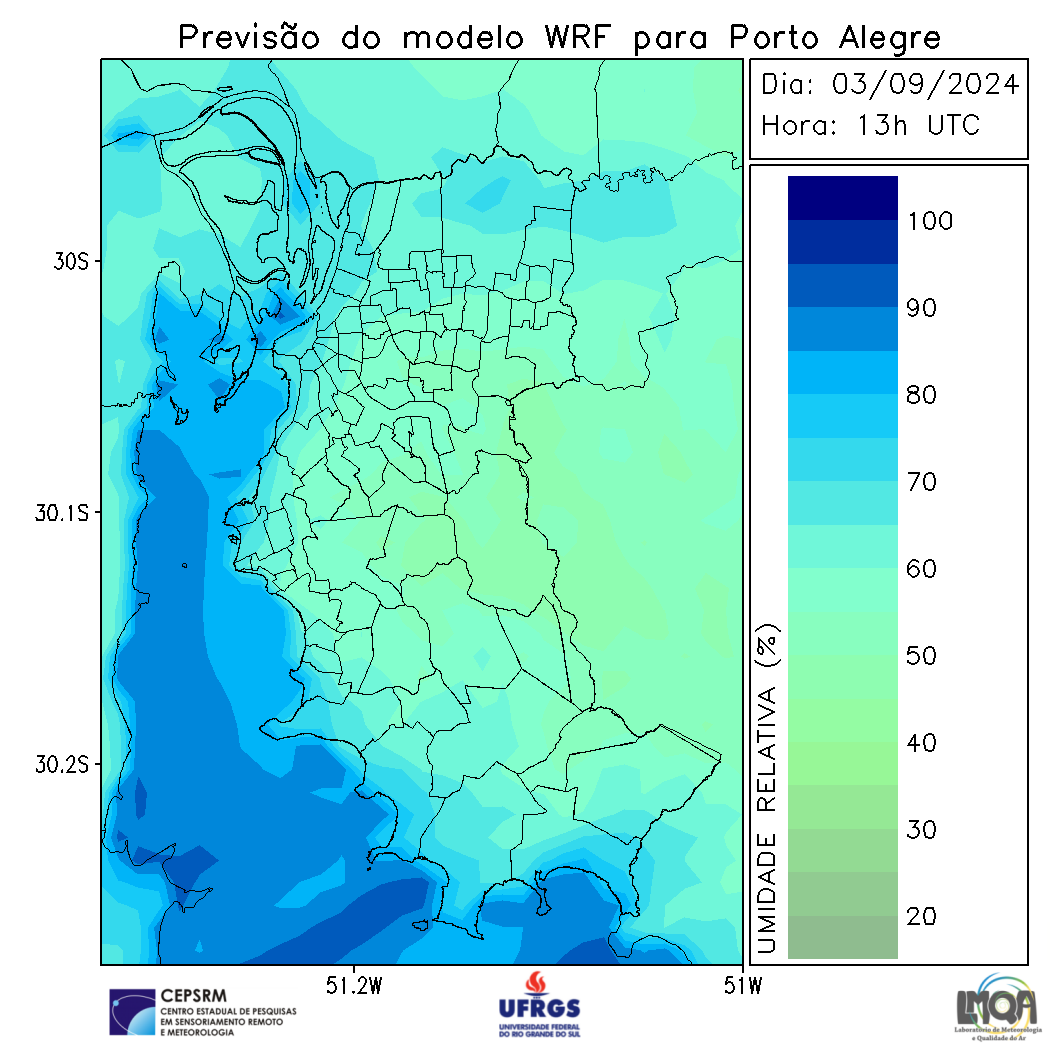 Previsão do modelo WRF para Porto Alegre
Dia: 03/09/2024
Hora: 13h UTC
30S
30.1S
30.2S
51.2W
51W
100
90
80
70
60
50
40
30
20
UMIDADE RELATIVA (%)
CEPSRM
CENTRO ESTADUAL DE PESQUISAS
EM SENSORIAMENTO REMOTO
E METEOROLOGIA
UFRGS
UNIVERSIDADE FEDERAL
DO RIO GRANDE DO SUL
LMQA
Laboratório de Meteorologia
e Qualidade do Ar